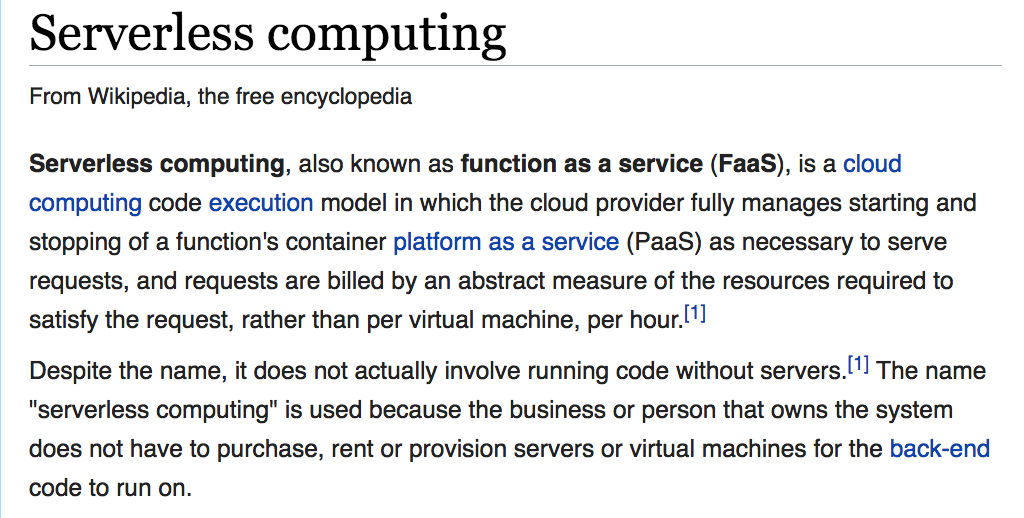 Serverless computing
From Wikipedia, the free encyclopedia
Serverless computing, also known as function as a service (FaaS), is a cloud
computing code execution model in which the cloud provider fully manages starting and
stopping of a function's container platform as a service (PaaS) as necessary to serve
requests, and requests are billed by an abstract measure of the resources required to
satisfy the request, rather than per virtual machine, per hour.[1]
Despite the name, it does not actually involve running code without servers.[1] The name
"serverless computing" is used because the business or person that owns the system
does not have to purchase, rent or provision servers or virtual machines for the back-end
code to run on.